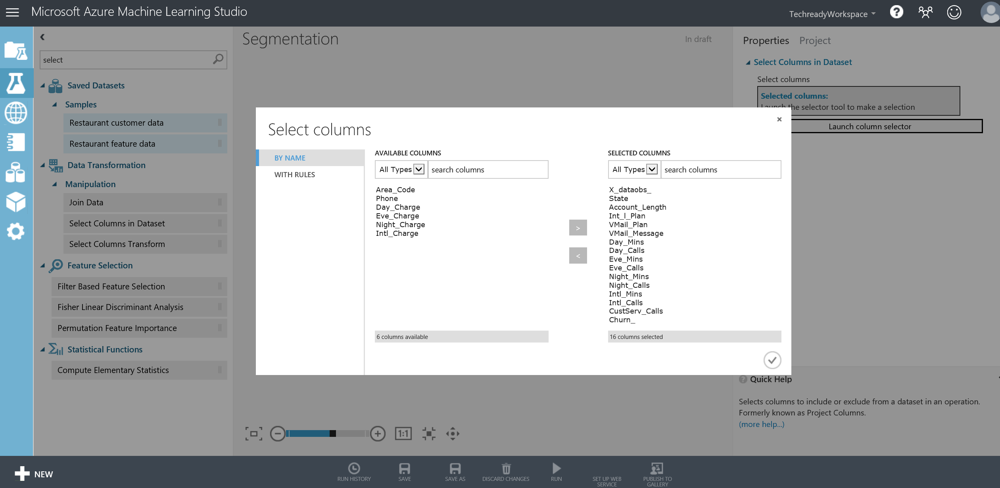 Microsoft Azure Machine Learning Studio
TechreadyWorkspace
select
Saved Datasets
Samples
Restaurant customer data
Restaurant feature data
Data Transformation
Manipulation
Join Data
Select Columns in Dataset
Select Columns Transform
Feature Selection
Filter Based Feature Selection
Fisher Linear Discriminant Analysis
Permutation Feature Importance
Statistical Functions
Compute Elementary Statistics
Segmentation
In draft
Select columns
BY NAME
WITH RULES
AVAILABLE COLUMNS
All Types
search columns
Area_Code
Phone
Day_Charge
Eve_Charge
Night_Charge
Intl_Charge
6 columns available
>
<
SELECTED COLUMNS
All Types
search columns
X_dataobs_
State
Account_Length
Int_l_Plan
VMail_Plan
VMail_Message
Day_Mins
Day_Calls
Eve_Mins
Eve_Calls
Night_Mins
Night_Calls
Intl_Mins
Intl_Calls
CustServ_Calls
Churn_
16 columns selected
Properties Project
Select Columns in Dataset
Select columns
Selected columns:
Launch the selector tool to make a selection
Launch column selector
Quick Help
Selects columns to include or exclude from a dataset in an operation.
Formerly known as Project Columns.
(more help...)
1:1
NEW
RUN HISTORY
SAVE
SAVE AS
DISCARD CHANGES
RUN
SET UP WEB
SERVICE
PUBLISH TO
GALLERY